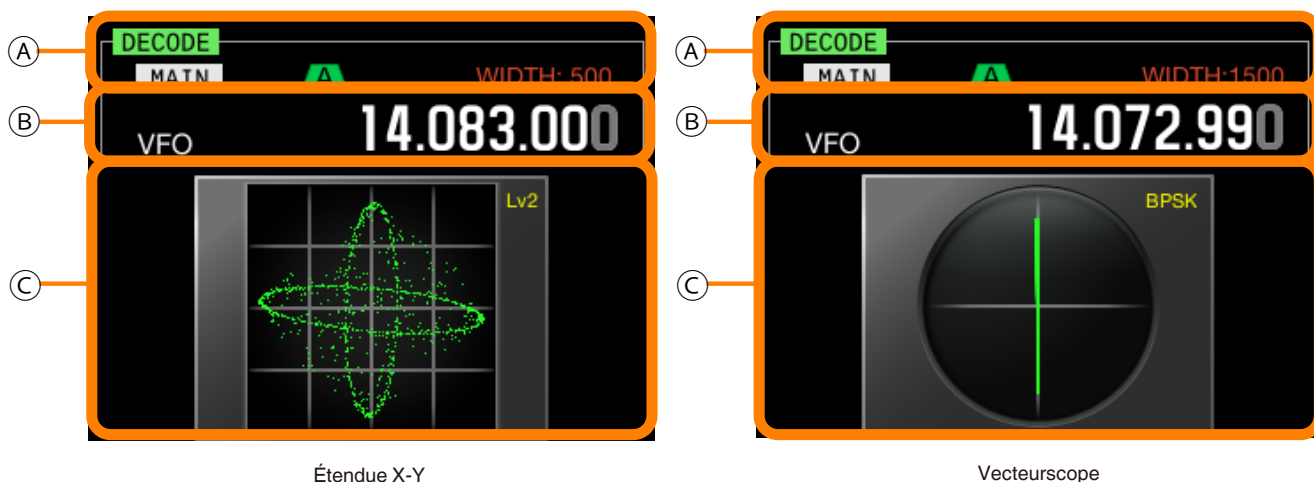 A DECODE
MAIN A WIDTH: 500
B VFO 14.083.000
C Lv2
Étendue X-Y
A DECODE
MAIN A WIDTH:1500
B VFO 14.072.990
C BPSK
Vecteurscope